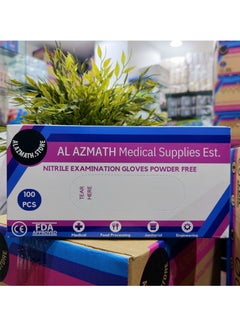 ALAZMATH.STORE
AL AZMATH Medical Supplies Est.
NITRILE EXAMINATION GLOVES POWDER FREE
TEAR
HERE
100
PCS
CE
FDA
APPROVED
Medical
Food Processing
Janitorial
Engineering